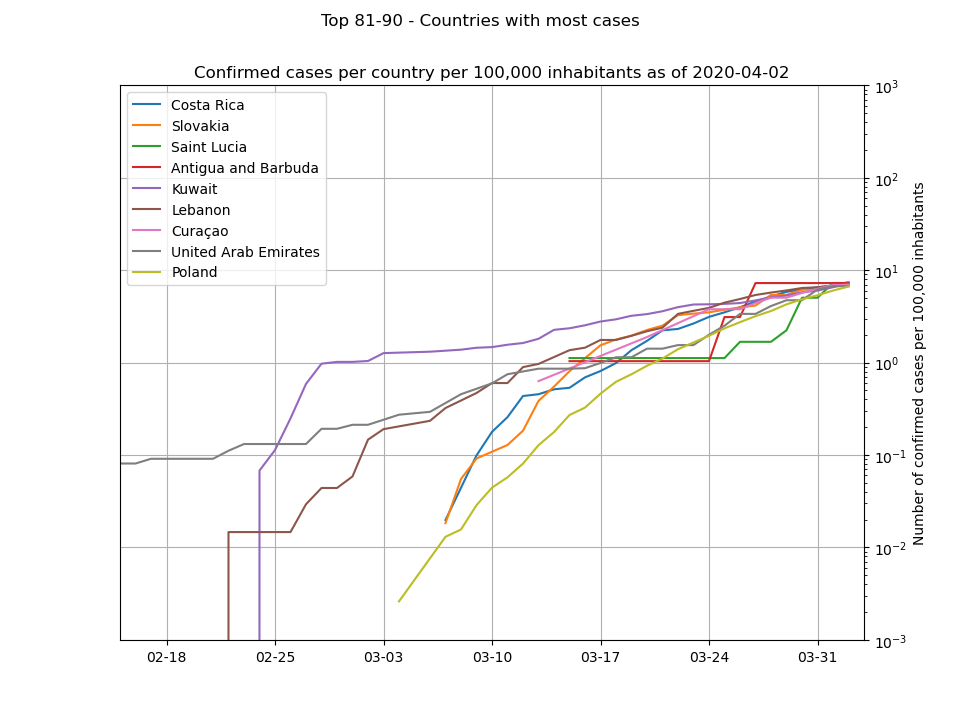 Top 81-90 - Countries with most cases
Confirmed cases per country per 100,000 inhabitants as of 2020-04-02
Costa Rica
Slovakia
Saint Lucia
Antigua and Barbuda
Kuwait
Lebanon
Curaçao
United Arab Emirates
Poland
10³
10²
10¹
10⁰
10⁻¹
10⁻²
10⁻³
Number of confirmed cases per 100,000 inhabitants
02-18 02-25 03-03 03-10 03-17 03-24 03-31